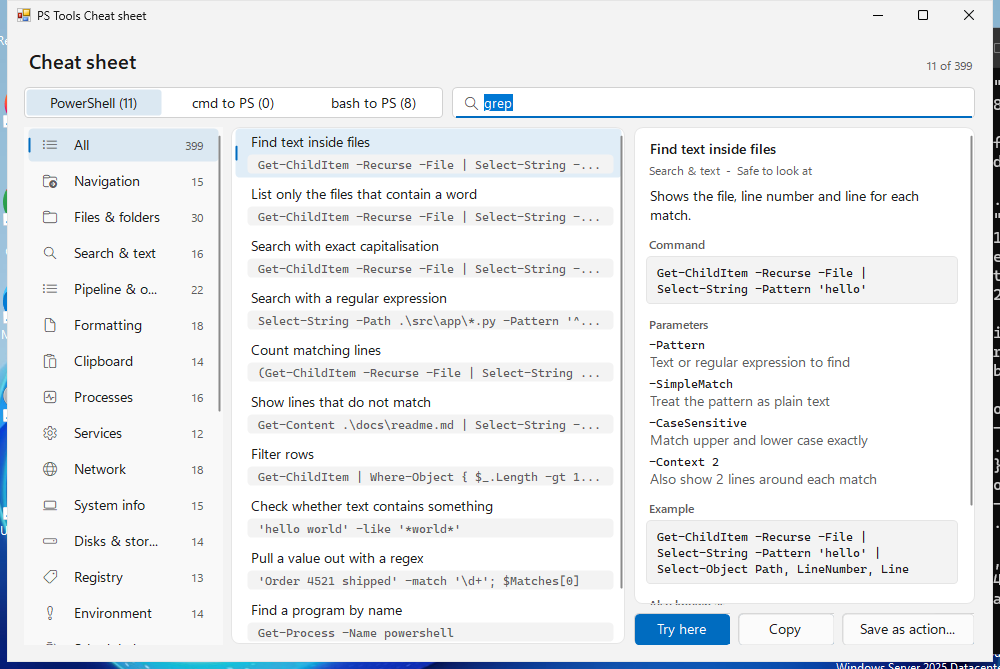 PS Tools Cheat sheet
Cheat sheet
11 of 399
PowerShell (11)
cmd to PS (0)
bash to PS (8)
grep
All
399
Navigation
15
Files & folders
30
Search & text
16
Pipeline & o...
22
Formatting
18
Clipboard
14
Processes
16
Services
12
Network
18
System info
15
Disks & stor...
14
Registry
13
Environment
14
Find text inside files
Get-ChildItem -Recurse -File | Select-String -...
List only the files that contain a word
Get-ChildItem -Recurse -File | Select-String -...
Search with exact capitalisation
Get-ChildItem -Recurse -File | Select-String -...
Search with a regular expression
Select-String -Path .\src\app\*.py -Pattern '^...
Count matching lines
(Get-ChildItem -Recurse -File | Select-String ...
Show lines that do not match
Get-Content .\docs\readme.md | Select-String -...
Filter rows
Get-ChildItem | Where-Object { $_.Length -gt 1...
Check whether text contains something
'hello world' -like '*world*'
Pull a value out with a regex
'Order 4521 shipped' -match '\d+'; $Matches[0]
Find a program by name
Get-Process -Name powershell
Find text inside files
Search & text - Safe to look at
Shows the file, line number and line for each
match.
Command
Get-ChildItem -Recurse -File |
Select-String -Pattern 'hello'
Parameters
-Pattern
Text or regular expression to find
-SimpleMatch
Treat the pattern as plain text
-CaseSensitive
Match upper and lower case exactly
-Context 2
Also show 2 lines around each match
Example
Get-ChildItem -Recurse -File |
Select-String -Pattern 'hello' |
Select-Object Path, LineNumber, Line
Try here
Copy
Save as action...
Windows Server 2025 Datacent